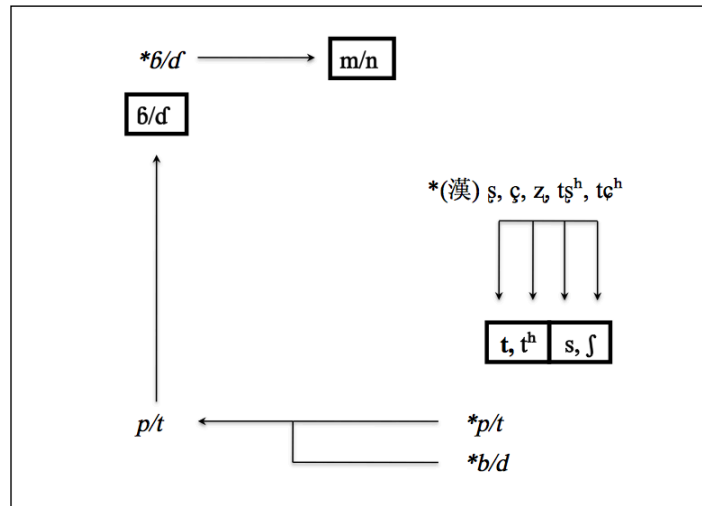 *ɓ/ɗ
m/n
ɓ/ɗ
*(漢) ʂ, ç, ʐ, tʂʰ, tɕʰ
t, tʰ
s, ʃ
p/t
*p/t
*b/d